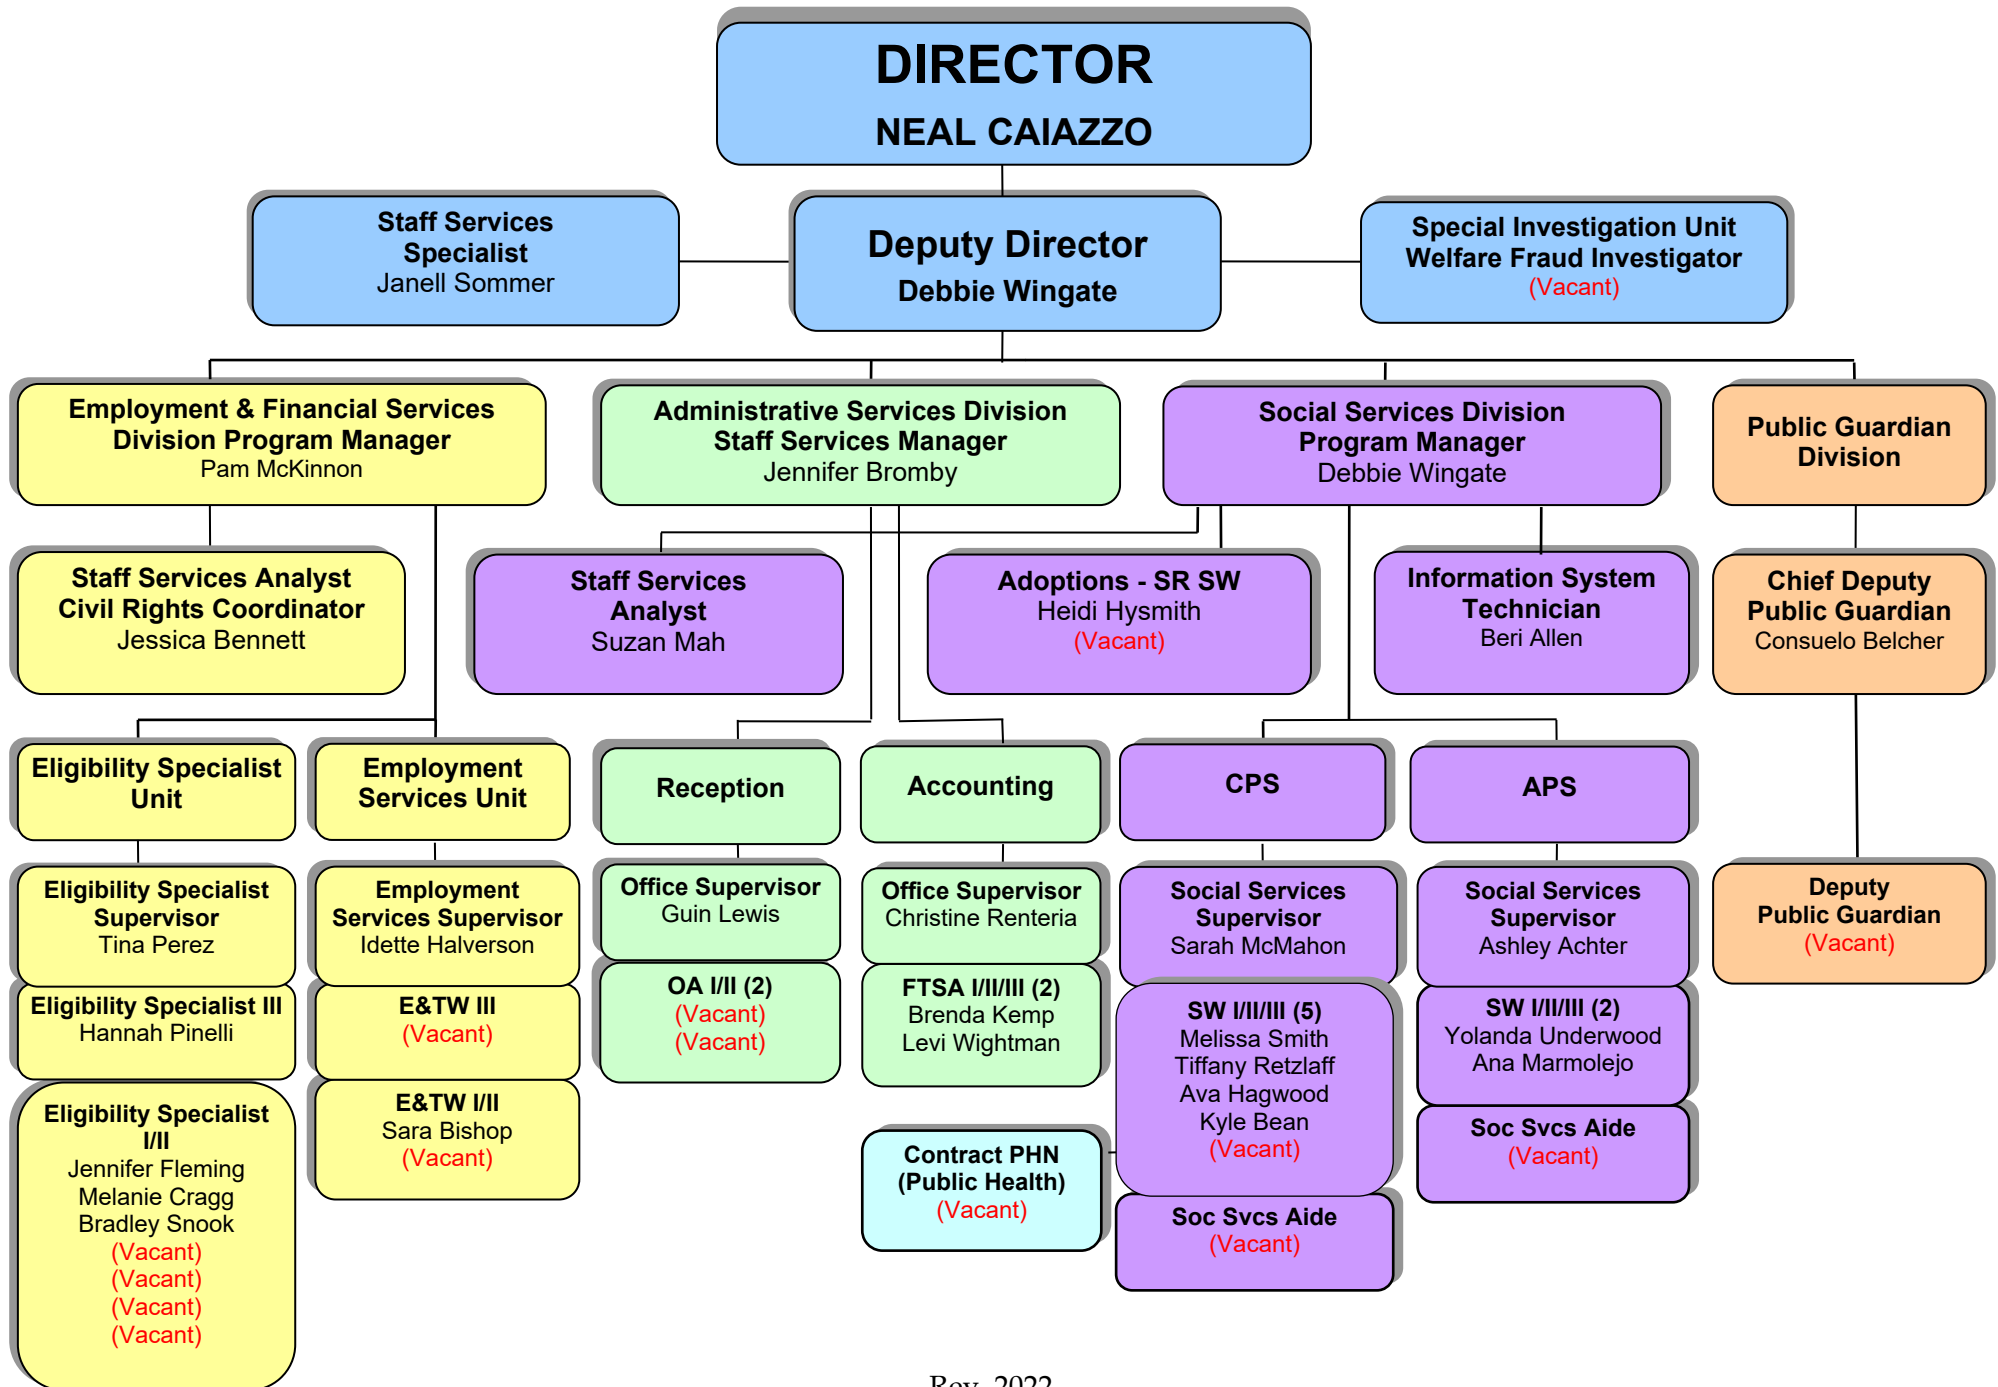 DIRECTOR
NEAL CAIAZZO
Staff Services
Specialist
Janell Sommer
Deputy Director
Debbie Wingate
Special Investigation Unit
Welfare Fraud Investigator
(Vacant)
Employment & Financial Services
Division Program Manager
Pam McKinnon
Administrative Services Division
Staff Services Manager
Jennifer Bromby
Social Services Division
Program Manager
Debbie Wingate
Public Guardian
Division
Staff Services Analyst
Civil Rights Coordinator
Jessica Bennett
Staff Services
Analyst
Suzan Mah
Adoptions - SR SW
Heidi Hysmith
(Vacant)
Information System
Technician
Beri Allen
Chief Deputy
Public Guardian
Consuelo Belcher
Eligibility Specialist
Unit
Employment
Services Unit
Reception
Accounting
CPS
APS
Eligibility Specialist
Supervisor
Tina Perez
Employment
Services Supervisor
Idette Halverson
Office Supervisor
Guin Lewis
Office Supervisor
Christine Renteria
Social Services
Supervisor
Sarah McMahon
Social Services
Supervisor
Ashley Achter
Deputy
Public Guardian
(Vacant)
Eligibility Specialist III
Hannah Pinelli
E&TW III
(Vacant)
OA I/II (2)
(Vacant)
(Vacant)
FTSA I/II/III (2)
Brenda Kemp
Levi Wightman
SW I/II/III (5)
Melissa Smith
Tiffany Retzlaff
Ava Hagwood
Kyle Bean
(Vacant)
SW I/II/III (2)
Yolanda Underwood
Ana Marmolejo
Eligibility Specialist
I/II
Jennifer Fleming
Melanie Cragg
Bradley Snook
(Vacant)
(Vacant)
(Vacant)
(Vacant)
E&TW I/II
Sara Bishop
(Vacant)
Contract PHN
(Public Health)
(Vacant)
Soc Svcs Aide
(Vacant)
Soc Svcs Aide
(Vacant)
Rev. 2022